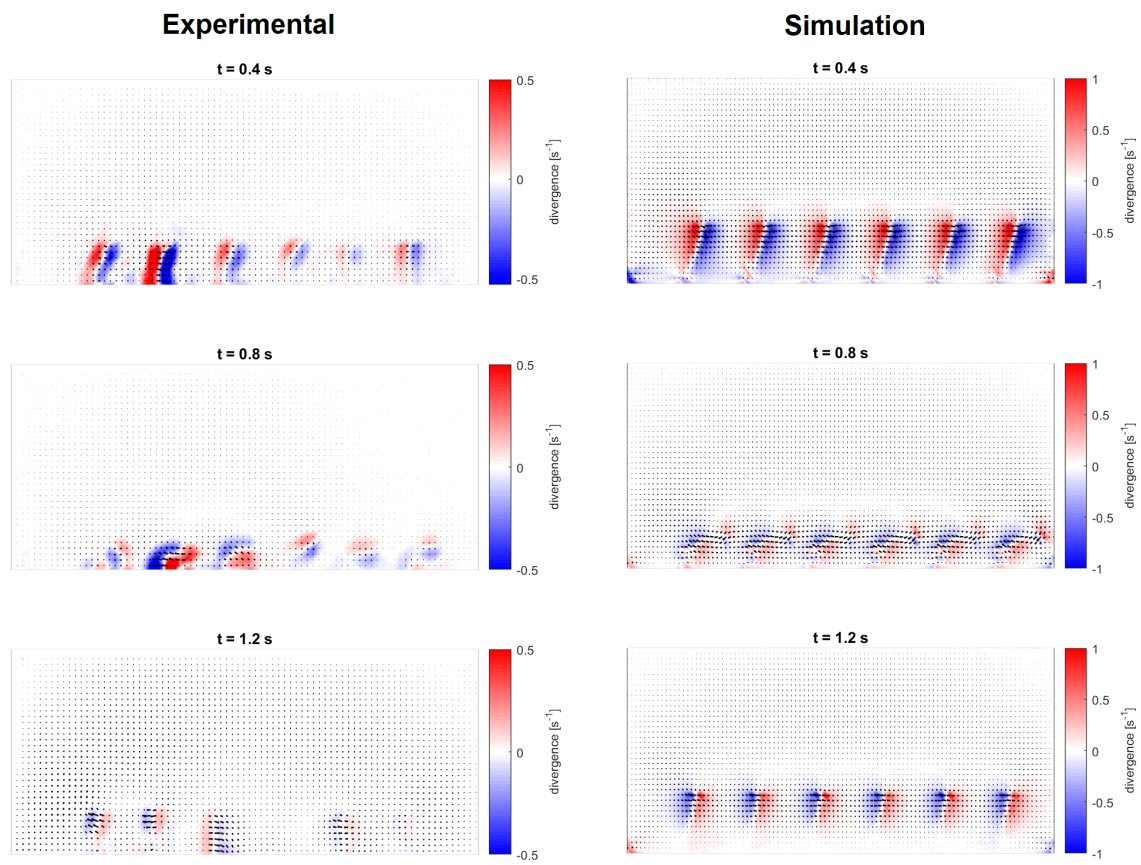 Experimental
Simulation
t = 0.4 s
0.5
0
-0.5
divergence [s-1]
t = 0.4 s
1
0.5
0
-0.5
-1
divergence [s-1]
t = 0.8 s
0.5
0
-0.5
divergence [s-1]
t = 0.8 s
1
0.5
0
-0.5
-1
divergence [s-1]
t = 1.2 s
0.5
0
-0.5
divergence [s-1]
t = 1.2 s
1
0.5
0
-0.5
-1
divergence [s-1]